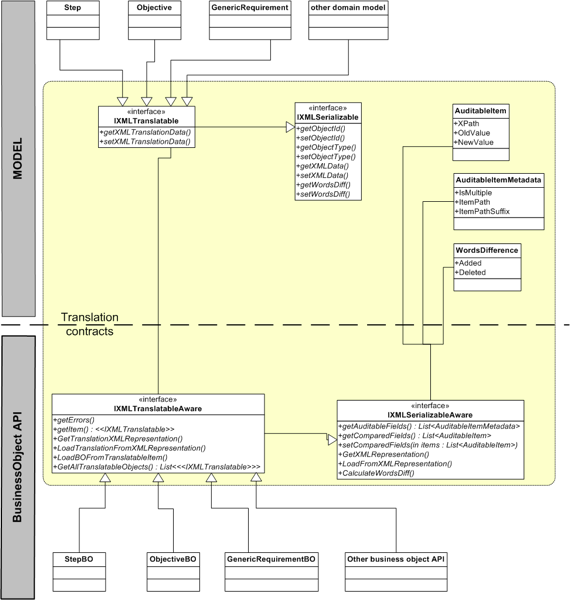 Step
Objective
GenericRequirement
other domain model
MODEL
«interface»
IXMLTranslatable
+getXMLTranslationData()
+setXMLTranslationData()
«interface»
IXMLSerializable
+getObjectId()
+setObjectId()
+getObjectType()
+setObjectType()
+getXMLData()
+setXMLData()
+getWordsDiff()
+setWordsDiff()
AuditableItem
+XPath
+OldValue
+NewValue
AuditableItemMetadata
+IsMultiple
+ItemPath
+ItemPathSuffix
WordsDifference
+Added
+Deleted
Translation
contracts
BusinessObject API
«interface»
IXMLTranslatableAware
+getErrors()
+getItem() : <<IXMLTranslatable>>
+GetTranslationXMLRepresentation()
+LoadTranslationFromXMLRepresentation()
+LoadBOFromTranslatableItem()
+GetAllTranslatableObjects() : List<<<IXMLTranslatable>>>
«interface»
IXMLSerializableAware
+getAuditableFields() : List<AuditableItemMetadata>
+getComparedFields() : List<AuditableItem>
+setComparedFields(in items : List<AuditableItem>)
+GetXMLRepresentation()
+LoadFromXMLRepresentation()
+CalculateWordsDiff()
StepBO
ObjectiveBO
GenericRequirementBO
Other business object API